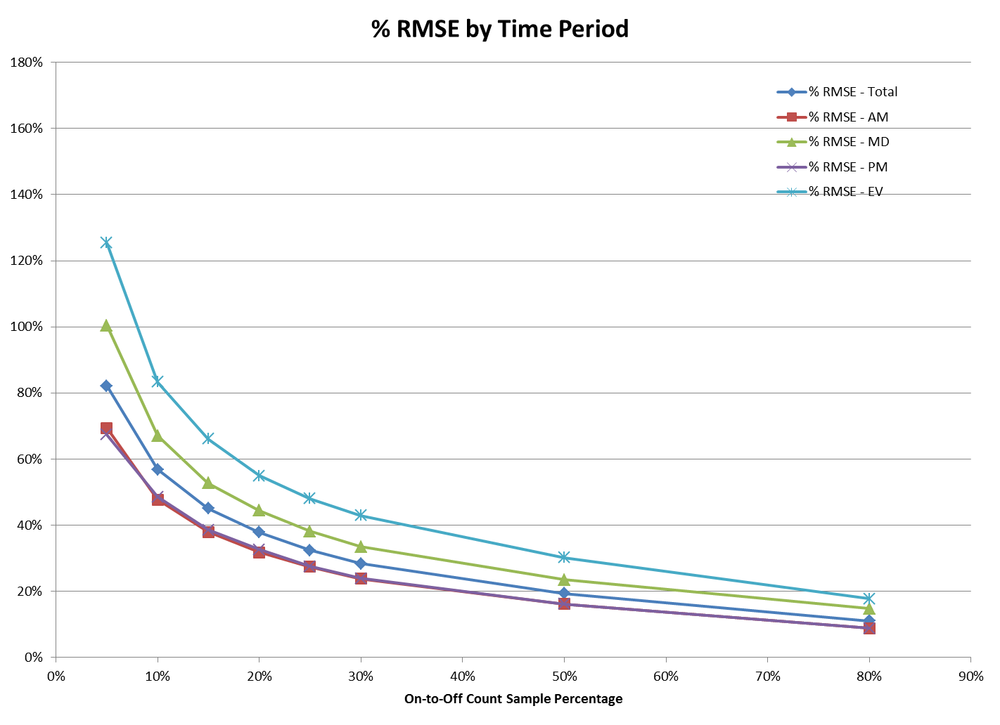 % RMSE by Time Period
180%
160%
140%
120%
100%
80%
60%
40%
20%
0%
% RMSE - Total
% RMSE - AM
% RMSE - MD
% RMSE - PM
% RMSE - EV
0% 10% 20% 30% 40% 50% 60% 70% 80% 90%
On-to-Off Count Sample Percentage